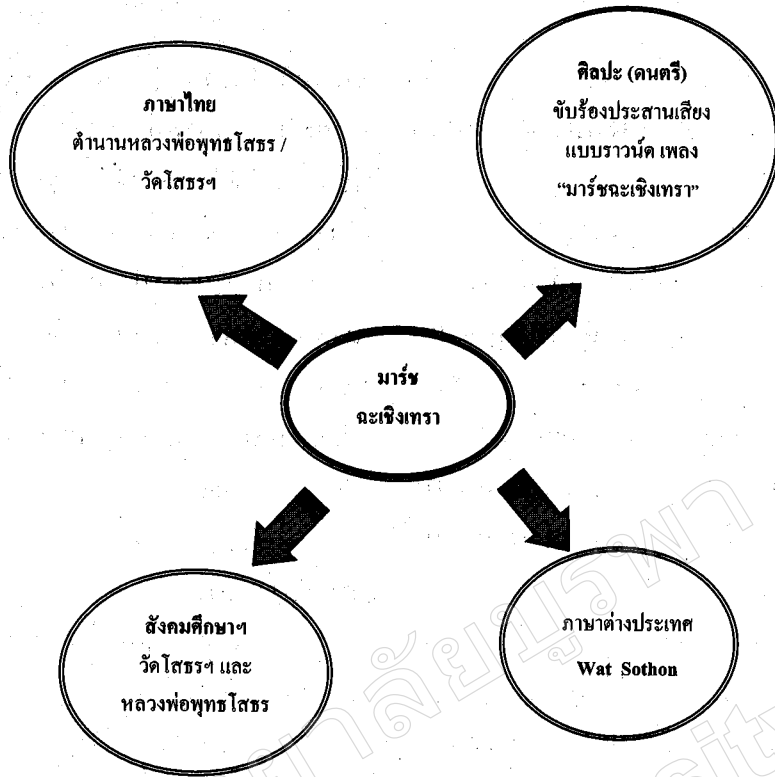 ภาษาไทย
ตำนานหลวงพ่อพุทธโสธร /
วัดโสธรฯ
ศิลปะ (ดนตรี)
ขับร้องประสานเสียง
แบบราวน์ด เพลง
“มาร์ชฉะเชิงเทรา”
มาร์ช
ฉะเชิงเทรา
สังคมศึกษาฯ
วัดโสธรฯ และ
หลวงพ่อพุทธโสธร
ภาษาต่างประเทศ
Wat Sothon